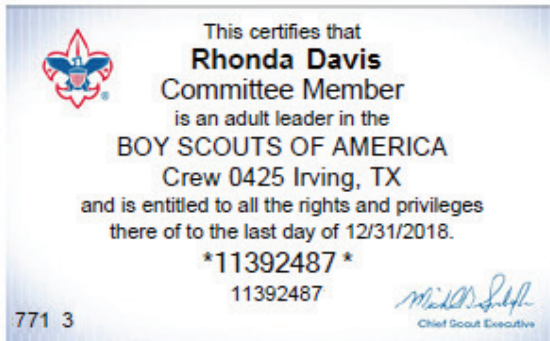 This certifies that
Rhonda Davis
Committee Member
is an adult leader in the
BOY SCOUTS OF AMERICA
Crew 0425 Irving, TX
and is entitled to all the rights and privileges
there of to the last day of 12/31/2018.
*11392487 *
11392487
Chief Scout Executive
771 3